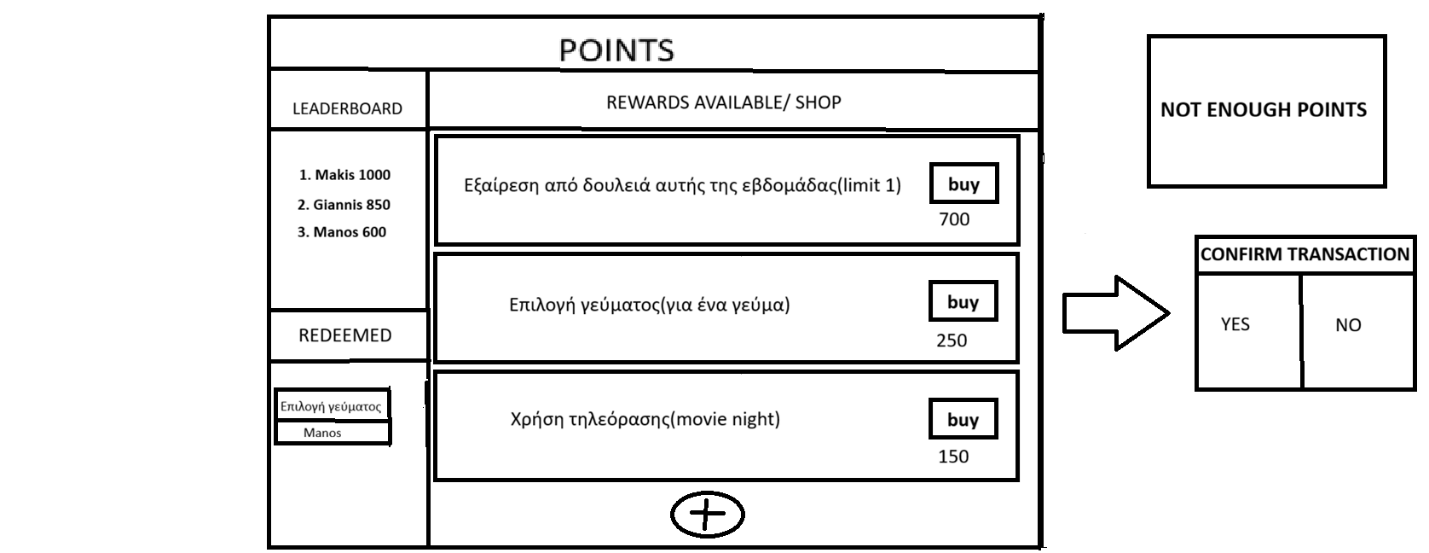 POINTS
LEADERBOARD
REWARDS AVAILABLE/ SHOP
1. Makis 1000
2. Giannis 850
3. Manos 600
REDEEMED
Επιλογή γεύματος
Manos
Εξαίρεση από δουλειά αυτής της εβδομάδας(limit 1)
buy
700
Επιλογή γεύματος(για ένα γεύμα)
buy
250
Χρήση τηλεόρασης(movie night)
buy
150
+
NOT ENOUGH POINTS
CONFIRM TRANSACTION
YES
NO